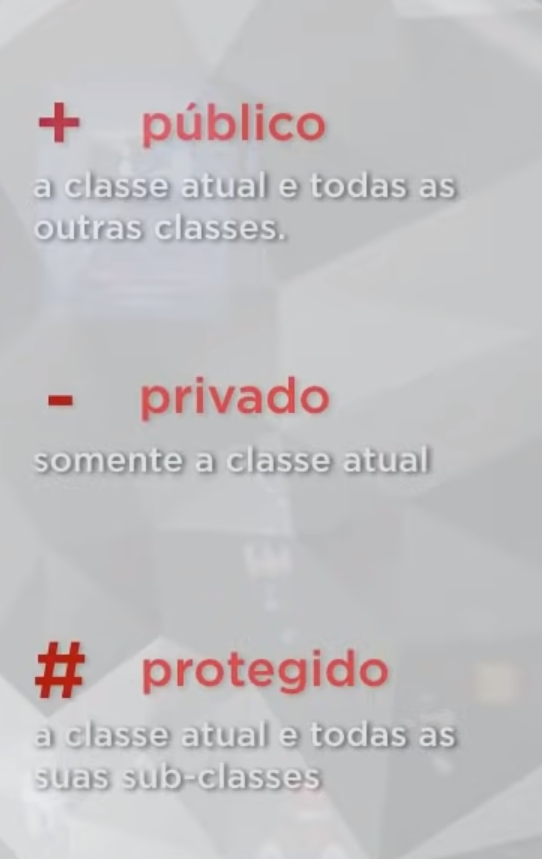 + público
a classe atual e todas as
outras classes.
- privado
somente a classe atual
# protegido
a classe atual e todas as
suas sub-classes